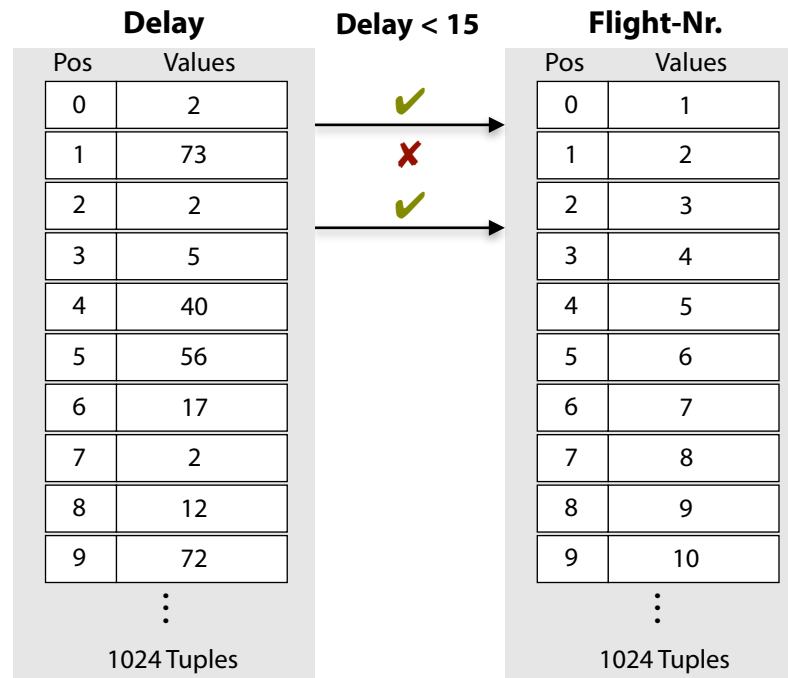 Delay Delay < 15 Flight-Nr.
Pos Values Pos Values
0 2 ✔ 0 1
1 73 ✘ 1 2
2 2 ✔ 2 3
3 5 3 4
4 40 4 5
5 56 5 6
6 17 6 7
7 2 7 8
8 12 8 9
9 72 9 10
⋮ ⋮
1024 Tuples 1024 Tuples